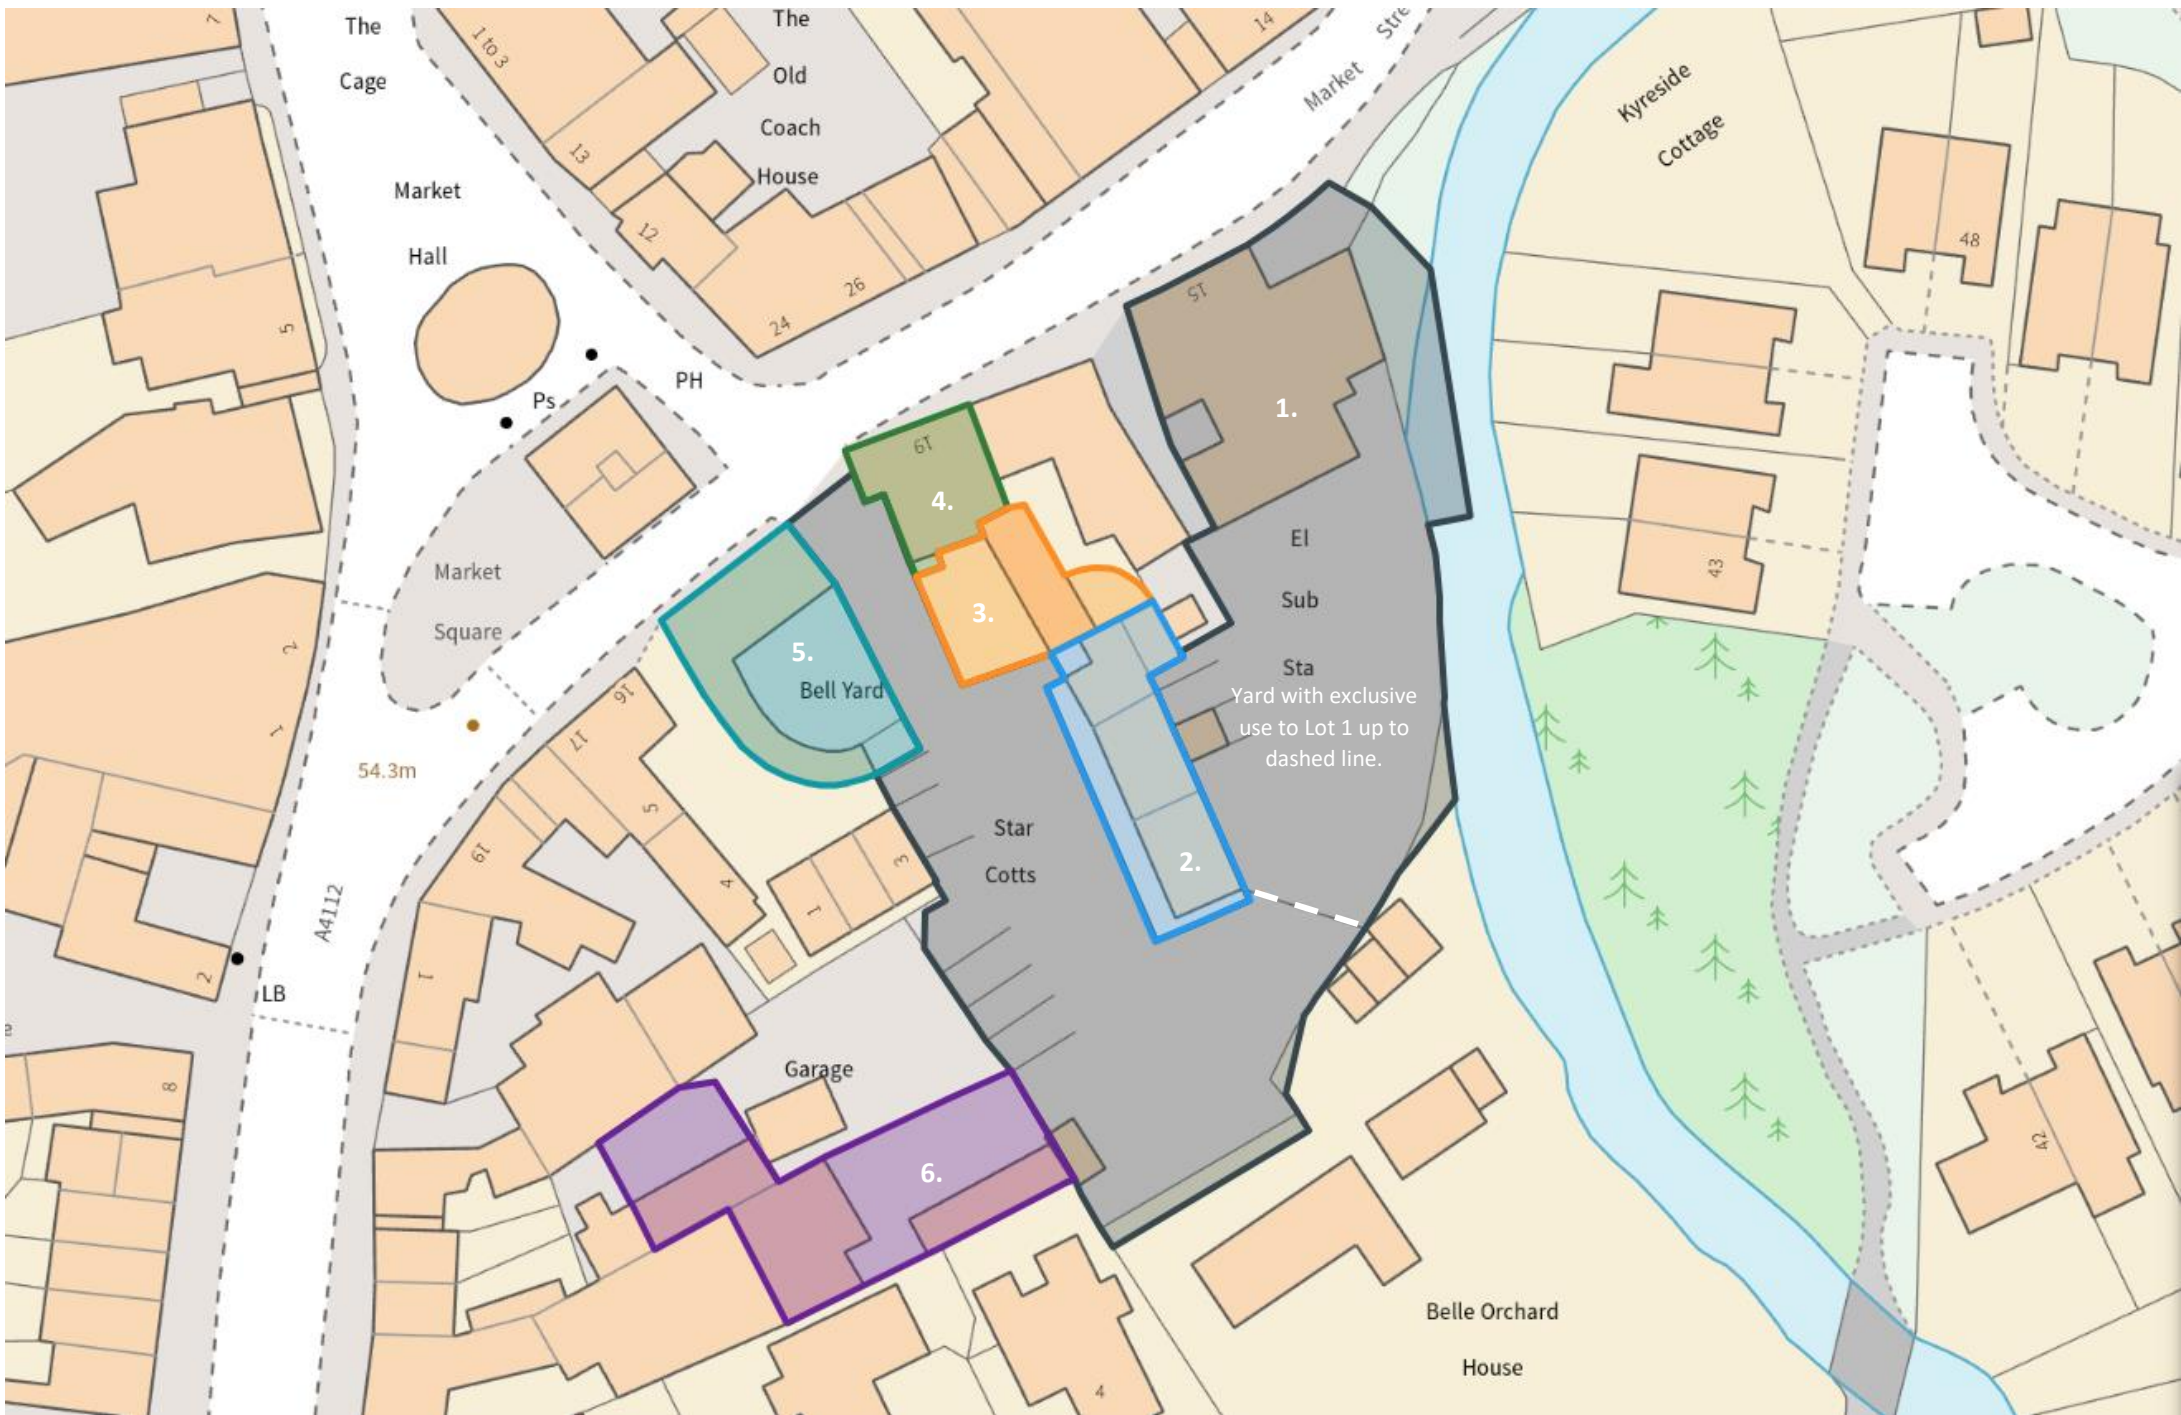 7
The
Cage
1 to 3
The
Old
Coach
House
14
Market
Stre
Kyreside
Cottage
13
12
Market
Hall
26
24
5
48
15
PH
Ps
1.
19
4.
El
Sub
Sta
Yard with exclusive
use to Lot 1 up to
dashed line.
43
Market
Square
3.
5.
Bell Yard
2
1
16
17
54.3m
5
Star
Cotts
2.
19
4
3
1
A4112
1
2
LB
e
8
Garage
6.
42
Belle Orchard
House
4